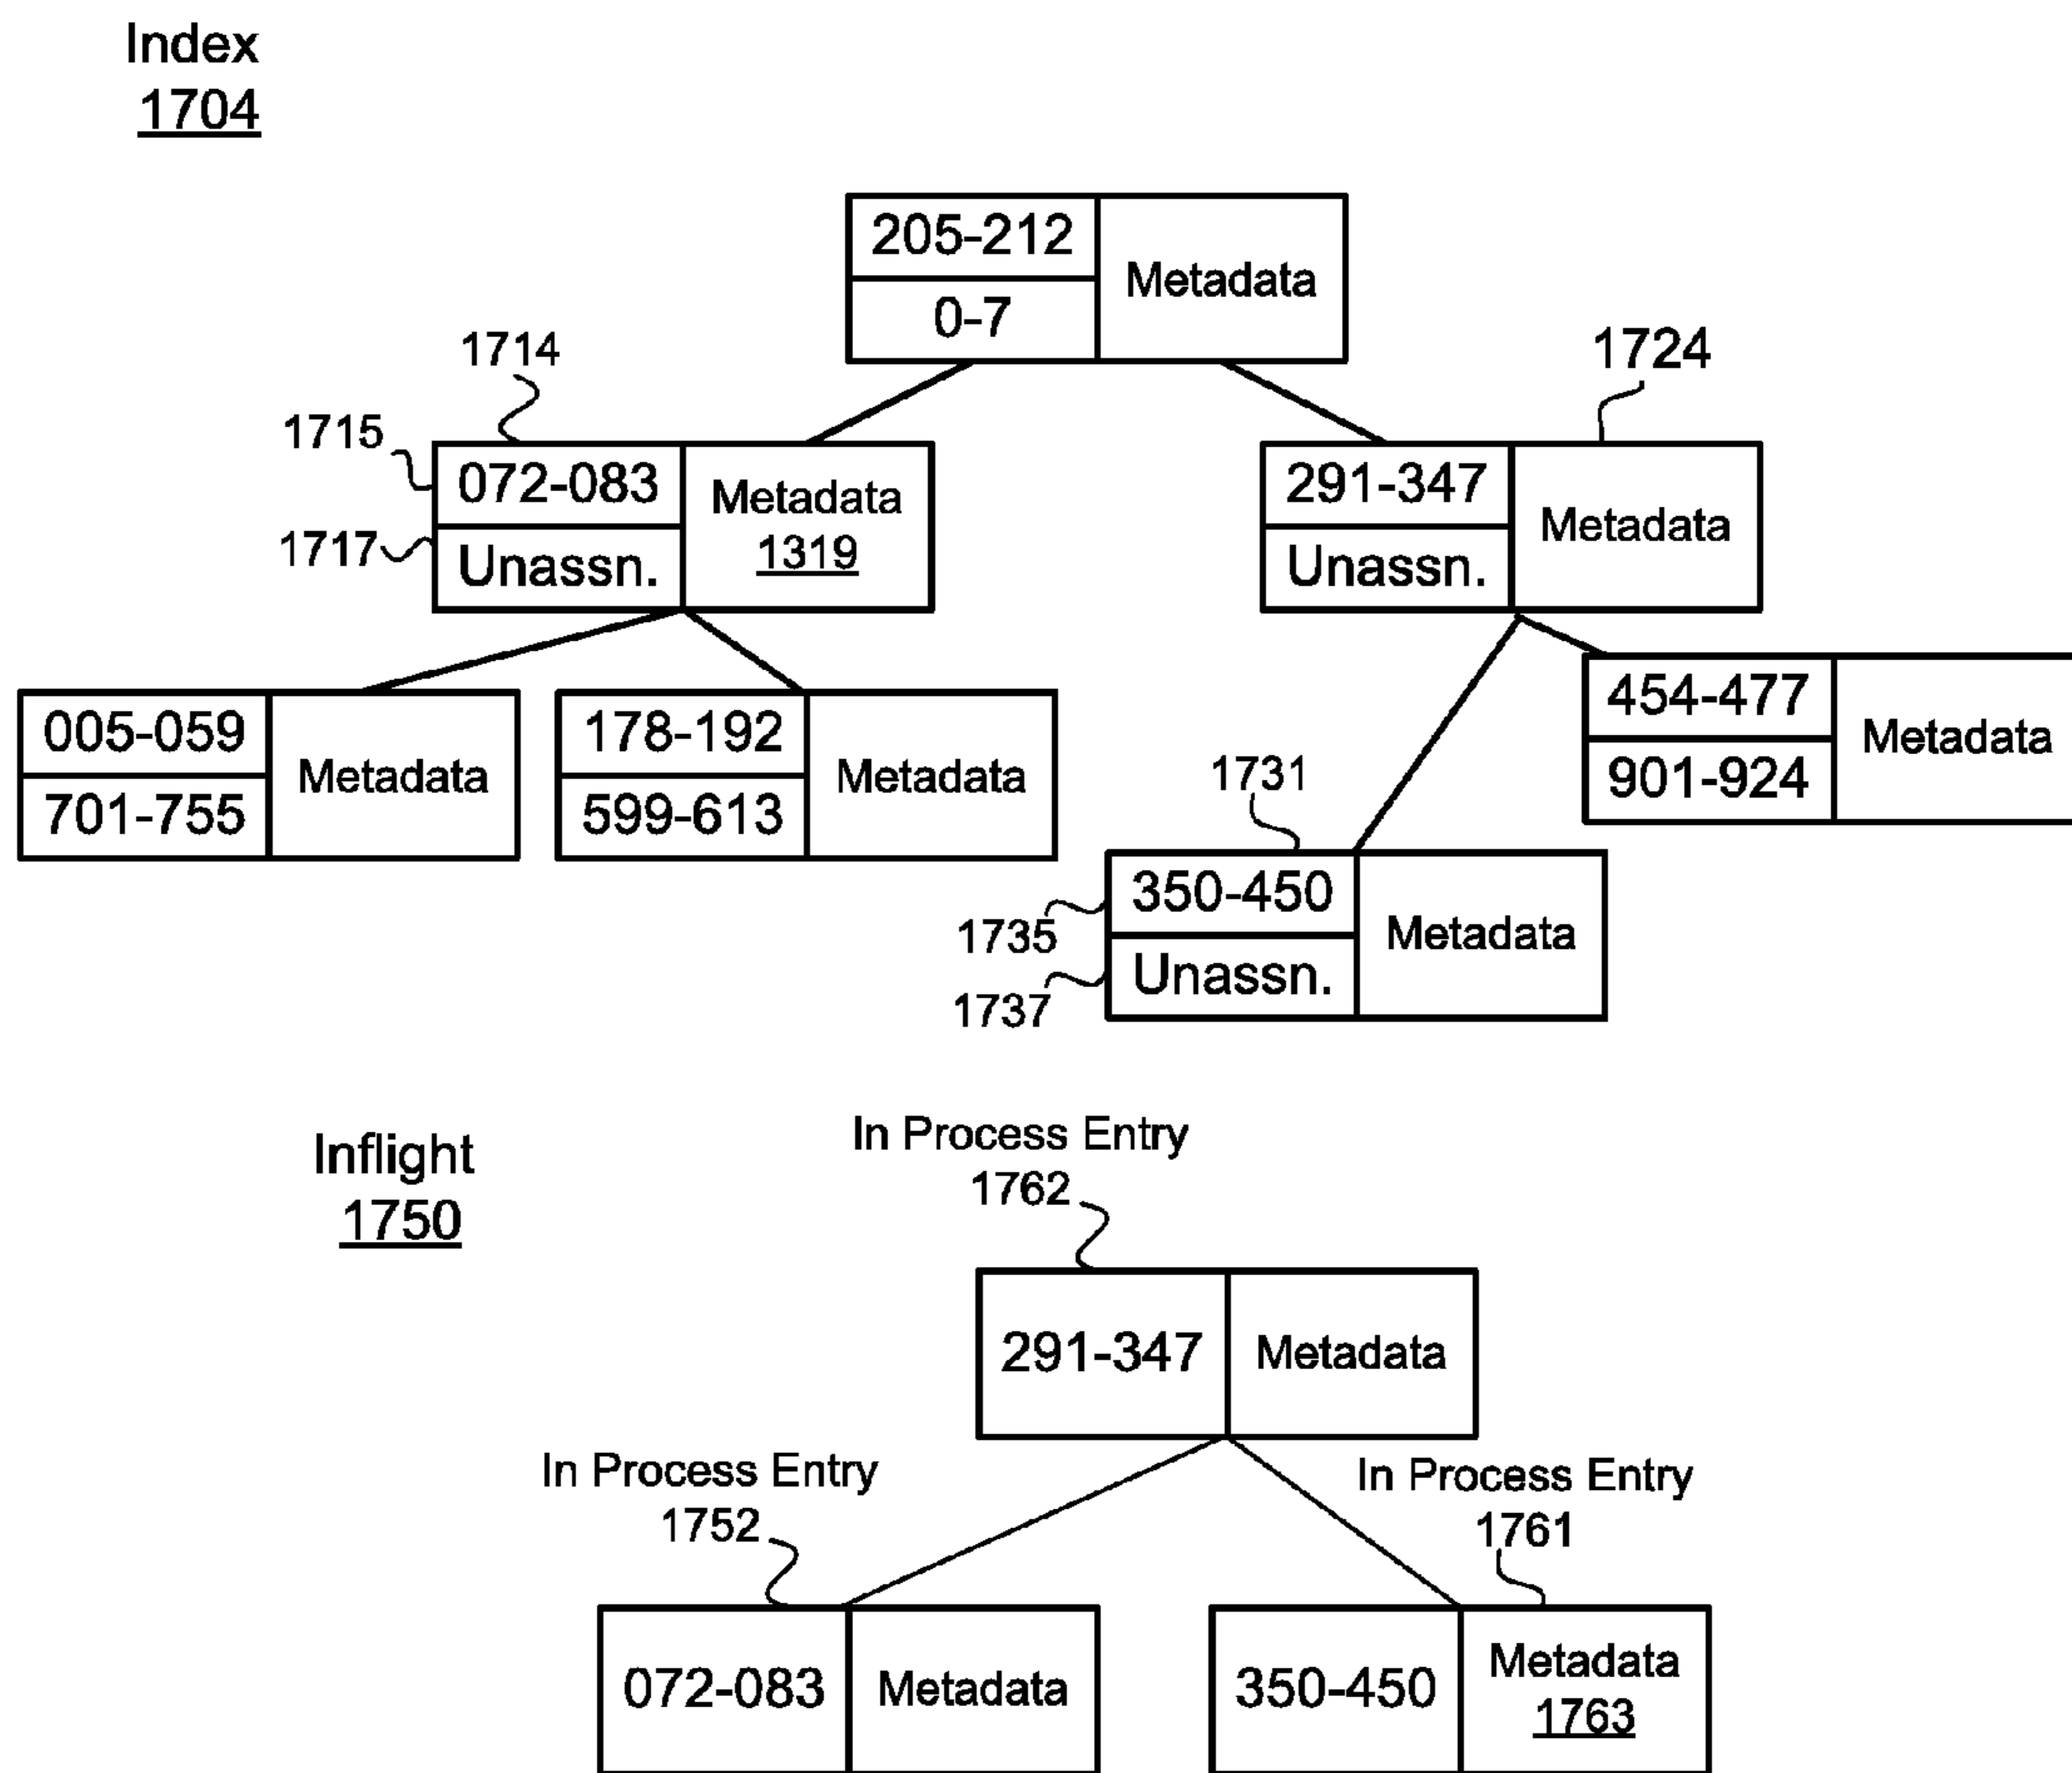 Index
1704
205-212
Metadata
0-7
1714
1724
1715
072-083
Metadata
1319
1717
Unassn.
291-347
Metadata
Unassn.
005-059
Metadata
701-755
178-192
Metadata
599-613
454-477
Metadata
901-924
1731
350-450
Metadata
1735
Unassn.
1737
Inflight
1750
In Process Entry
1762
291-347
Metadata
In Process Entry
1752
In Process Entry
1761
072-083
Metadata
350-450
Metadata
1763